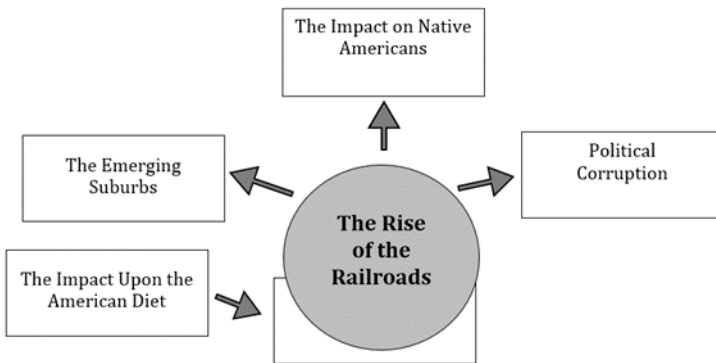 The Impact on Native
Americans
The Emerging
Suburbs
Political
Corruption
The Rise
of the
Railroads
The Impact Upon the
American Diet